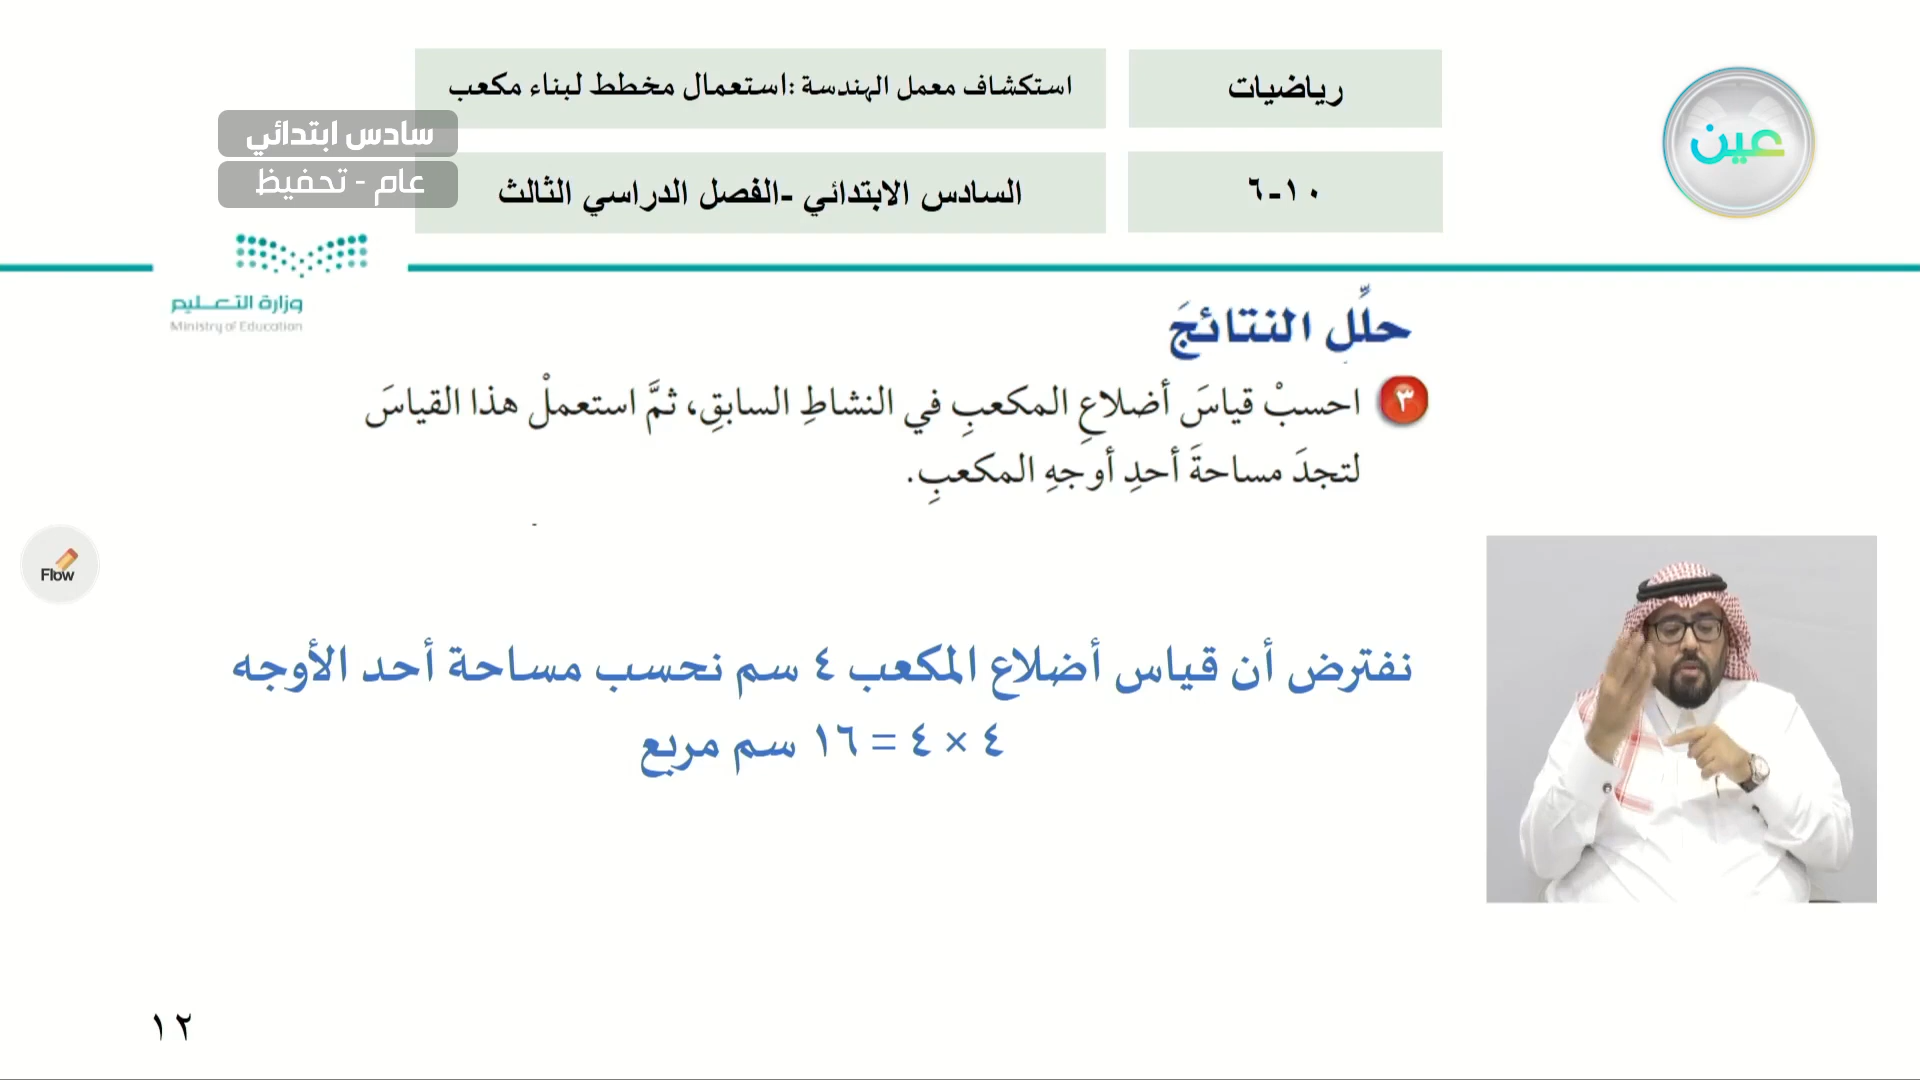 رياضيات
استكشاف معمل الهندسة :استعمال مخطط لبناء مكعب
عين
سادس ابتدائي
عام - تحفيظ
١٠-٦
السادس الابتدائي -الفصل الدراسي الثالث
وزارة التعليم
Ministry of Education
حلِّلِ النتائجَ
٣ احسبْ قياسَ أضلاعِ المكعبِ في النشاطِ السابقِ، ثمَّ استعملْ هذا القياسَ
لتجدَ مساحةَ أحدِ أوجهِ المكعبِ.
Flow
نفترض أن قياس أضلاع المكعب ٤ سم نحسب مساحة أحد الأوجه
٤ × ٤ = ١٦ سم مربع
١٢